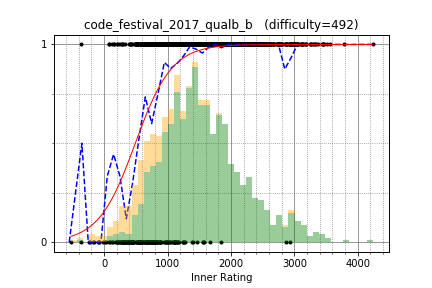 code_festival_2017_qualb_b (difficulty=492)
1
0
0 1000 2000 3000 4000
Inner Rating